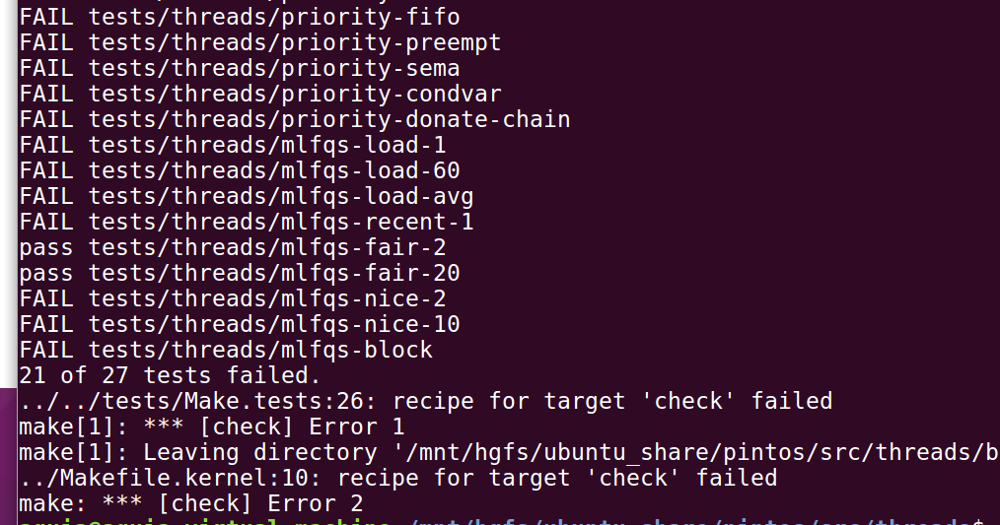 FAIL tests/threads/priority-fifo
FAIL tests/threads/priority-preempt
FAIL tests/threads/priority-sema
FAIL tests/threads/priority-condvar
FAIL tests/threads/priority-donate-chain
FAIL tests/threads/mlfqs-load-1
FAIL tests/threads/mlfqs-load-60
FAIL tests/threads/mlfqs-load-avg
FAIL tests/threads/mlfqs-recent-1
pass tests/threads/mlfqs-fair-2
pass tests/threads/mlfqs-fair-20
FAIL tests/threads/mlfqs-nice-2
FAIL tests/threads/mlfqs-nice-10
FAIL tests/threads/mlfqs-block
21 of 27 tests failed.
../../tests/Make.tests:26: recipe for target 'check' failed
make[1]: *** [check] Error 1
make[1]: Leaving directory '/mnt/hgfs/ubuntu_share/pintos/src/threads/b
../Makefile.kernel:10: recipe for target 'check' failed
make: *** [check] Error 2